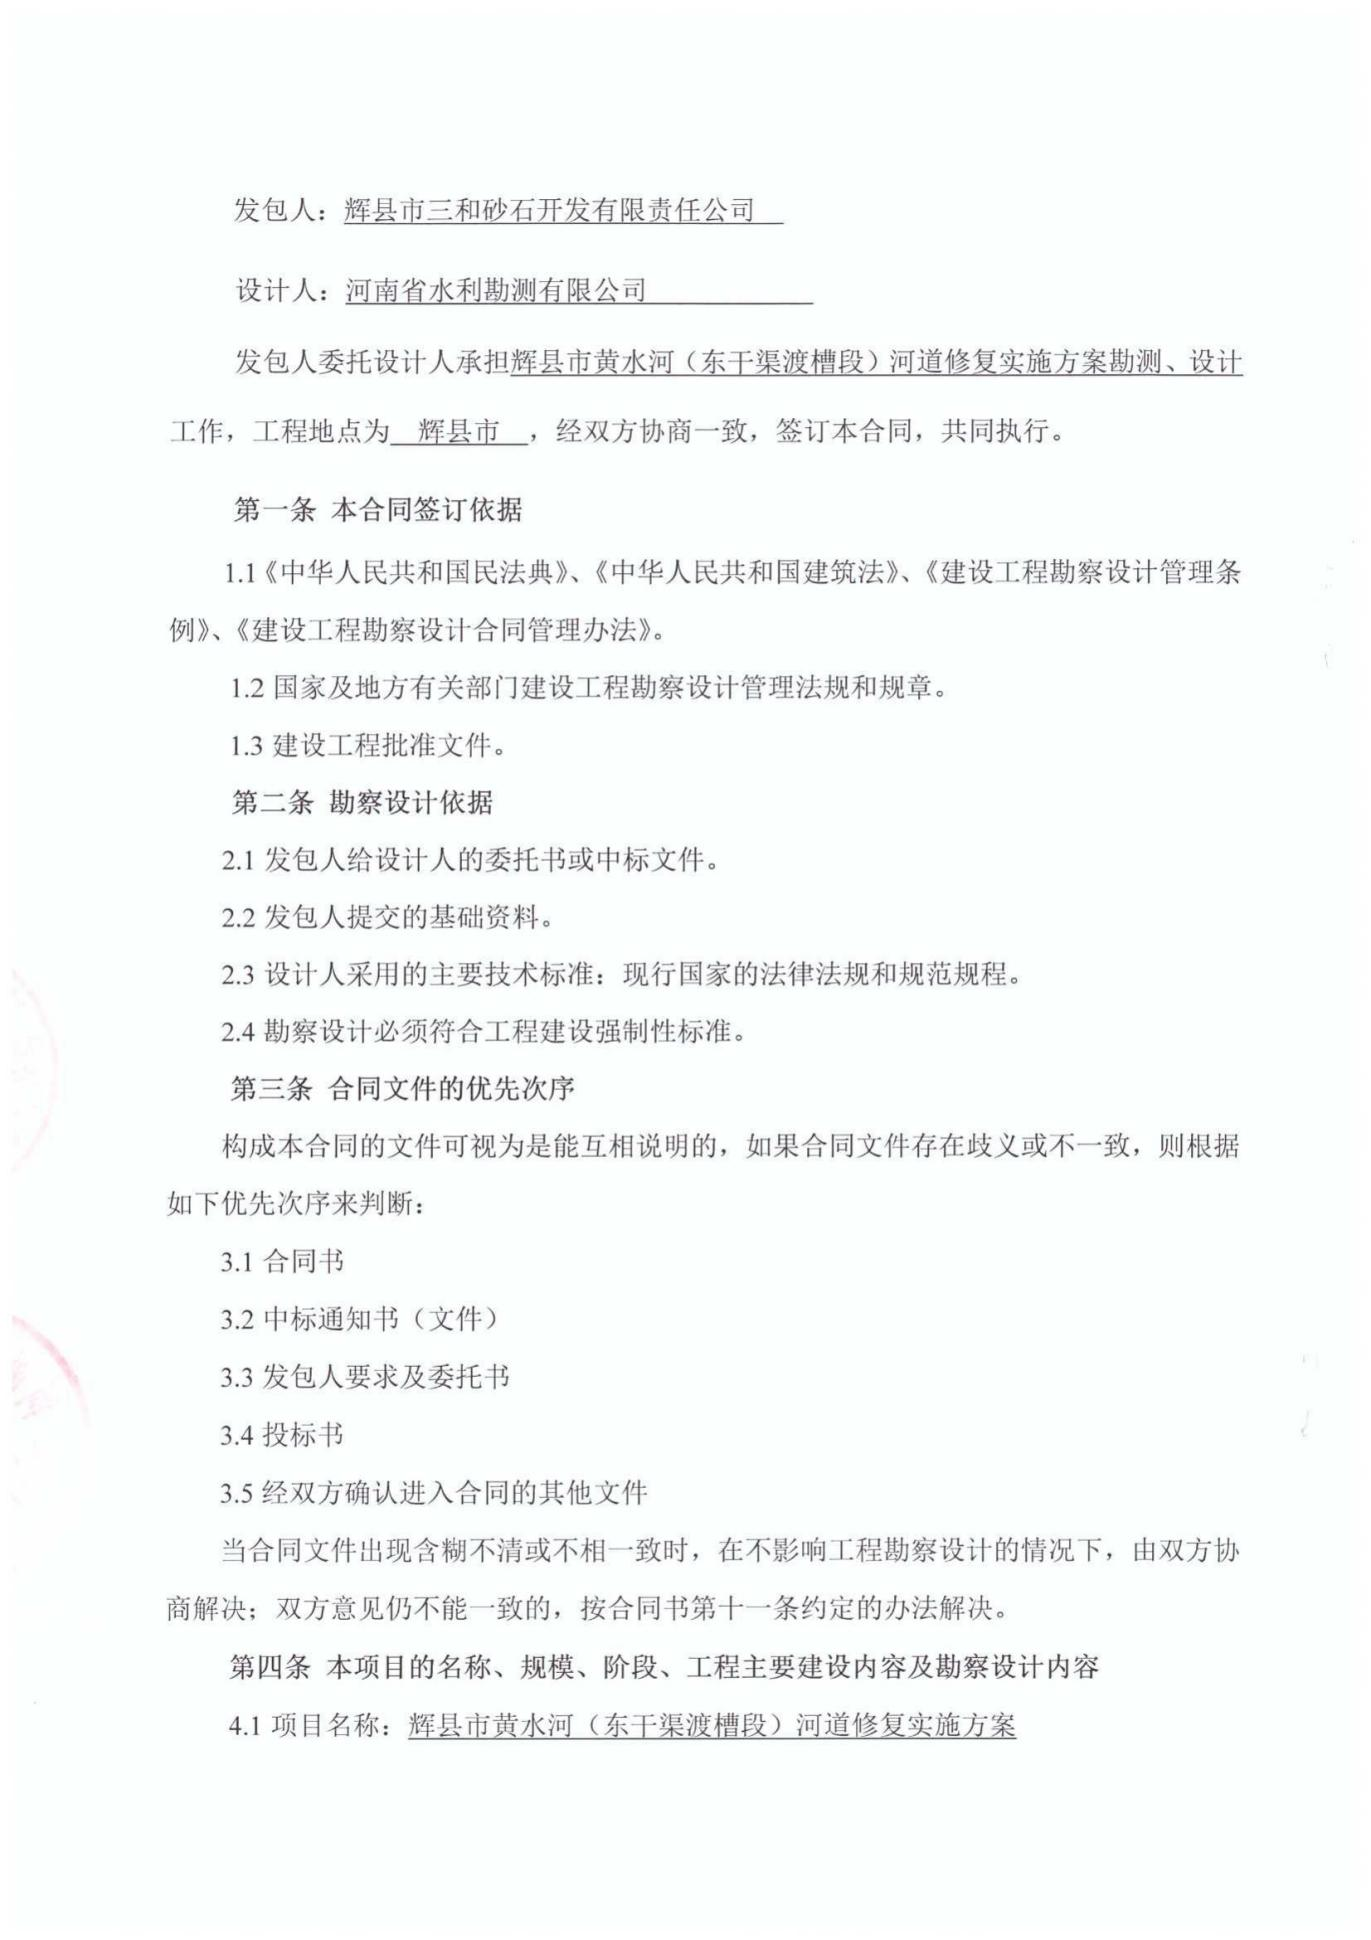 发包人：辉县市三和砂石开发有限责任公司
设计人：河南省水利勘测有限公司
发包人委托设计人承担辉县市黄水河（东干渠渡槽段）河道修复实施方案勘测、设计
工作，工程地点为 辉县市 ，经双方协商一致，签订本合同，共同执行。
第一条 本合同签订依据
1.1《中华人民共和国民法典》、《中华人民共和国建筑法》、《建设工程勘察设计管理条
例》、《建设工程勘察设计合同管理办法》。
1.2 国家及地方有关部门建设工程勘察设计管理法规和规章。
1.3 建设工程批准文件。
第二条 勘察设计依据
2.1 发包人给设计人的委托书或中标文件。
2.2 发包人提交的基础资料。
2.3 设计人采用的主要技术标准：现行国家的法律法规和规范规程。
2.4 勘察设计必须符合工程建设强制性标准。
第三条 合同文件的优先次序
构成本合同的文件可视为是能互相说明的，如果合同文件存在歧义或不一致，则根据
如下优先次序来判断：
3.1 合同书
3.2 中标通知书（文件）
3.3 发包人要求及委托书
3.4 投标书
3.5 经双方确认进入合同的其他文件
当合同文件出现含糊不清或不相一致时，在不影响工程勘察设计的情况下，由双方协
商解决；双方意见仍不能一致的，按合同书第十一条约定的办法解决。
第四条 本项目的名称、规模、阶段、工程主要建设内容及勘察设计内容
4.1 项目名称：辉县市黄水河（东干渠渡槽段）河道修复实施方案